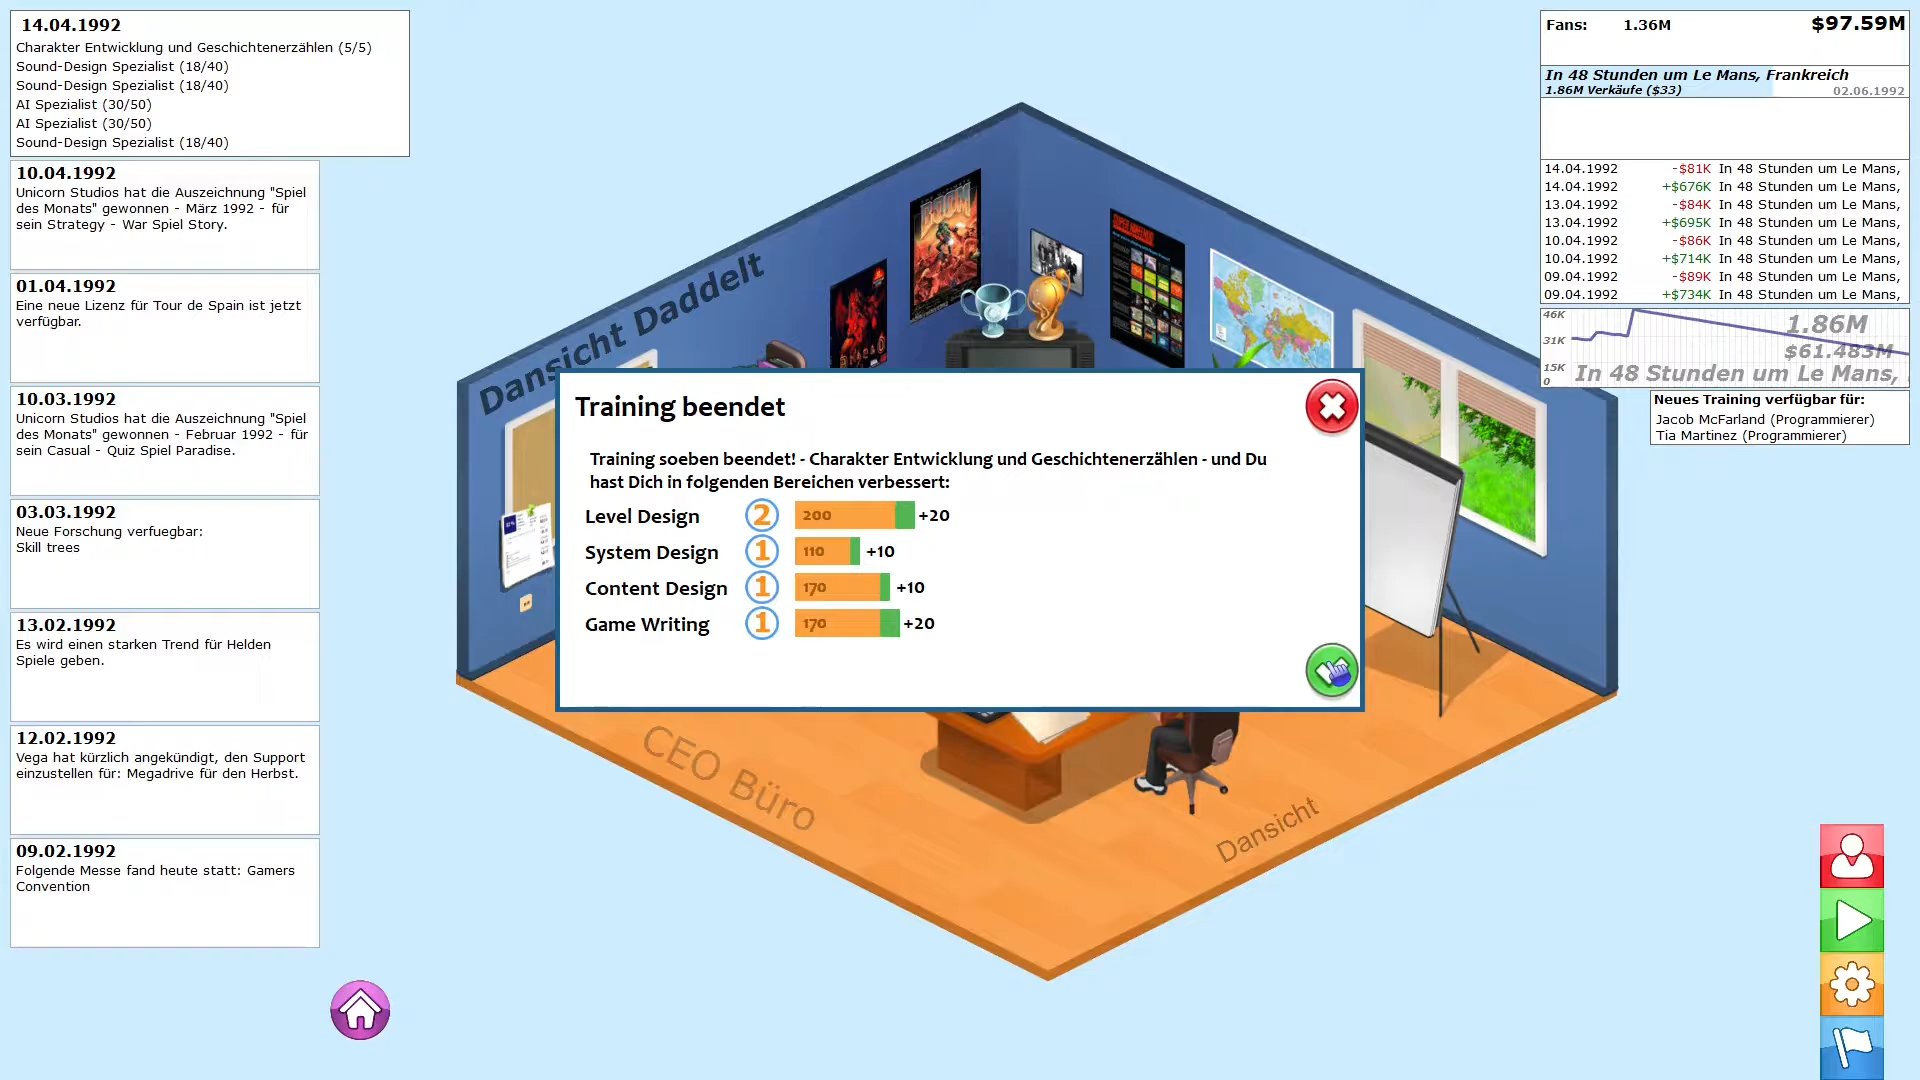 14.04.1992
Charakter Entwicklung und Geschichtenerzählen (5/5)
Sound-Design Spezialist (18/40)
Sound-Design Spezialist (18/40)
AI Spezialist (30/50)
AI Spezialist (30/50)
Sound-Design Spezialist (18/40)
10.04.1992
Unicorn Studios hat die Auszeichnung "Spiel
des Monats" gewonnen - März 1992 - für
sein Strategy - War Spiel Story.
01.04.1992
Eine neue Lizenz für Tour de Spain ist jetzt
verfügbar.
10.03.1992
Unicorn Studios hat die Auszeichnung "Spiel
des Monats" gewonnen - Februar 1992 - für
sein Casual - Quiz Spiel Paradise.
03.03.1992
Neue Forschung verfuegbar:
Skill trees
13.02.1992
Es wird einen starken Trend für Helden
Spiele geben.
12.02.1992
Vega hat kürzlich angekündigt, den Support
einzustellen für: Megadrive für den Herbst.
09.02.1992
Folgende Messe fand heute statt: Gamers
Convention
Dansicht Daddelt
DOOM
DIABLO
SUPER NINTENDO
Training beendet
Training soeben beendet! - Charakter Entwicklung und Geschichtenerzählen - und Du
hast Dich in folgenden Bereichen verbessert:
Level Design 2 200 +20
System Design 1 110 +10
Content Design 1 170 +10
Game Writing 1 170 +20
CEO Büro
Dansicht
Fans: 1.36M $97.59M
In 48 Stunden um Le Mans, Frankreich
1.86M Verkäufe ($33) 02.06.1992
14.04.1992 -$81K In 48 Stunden um Le Mans,
14.04.1992 +$676K In 48 Stunden um Le Mans,
13.04.1992 -$84K In 48 Stunden um Le Mans,
13.04.1992 +$695K In 48 Stunden um Le Mans,
10.04.1992 -$86K In 48 Stunden um Le Mans,
10.04.1992 +$714K In 48 Stunden um Le Mans,
09.04.1992 -$89K In 48 Stunden um Le Mans,
09.04.1992 +$734K In 48 Stunden um Le Mans,
46K
31K
15K
0
1.86M
$61.483M
In 48 Stunden um Le Mans,
Neues Training verfügbar für:
Jacob McFarland (Programmierer)
Tia Martinez (Programmierer)